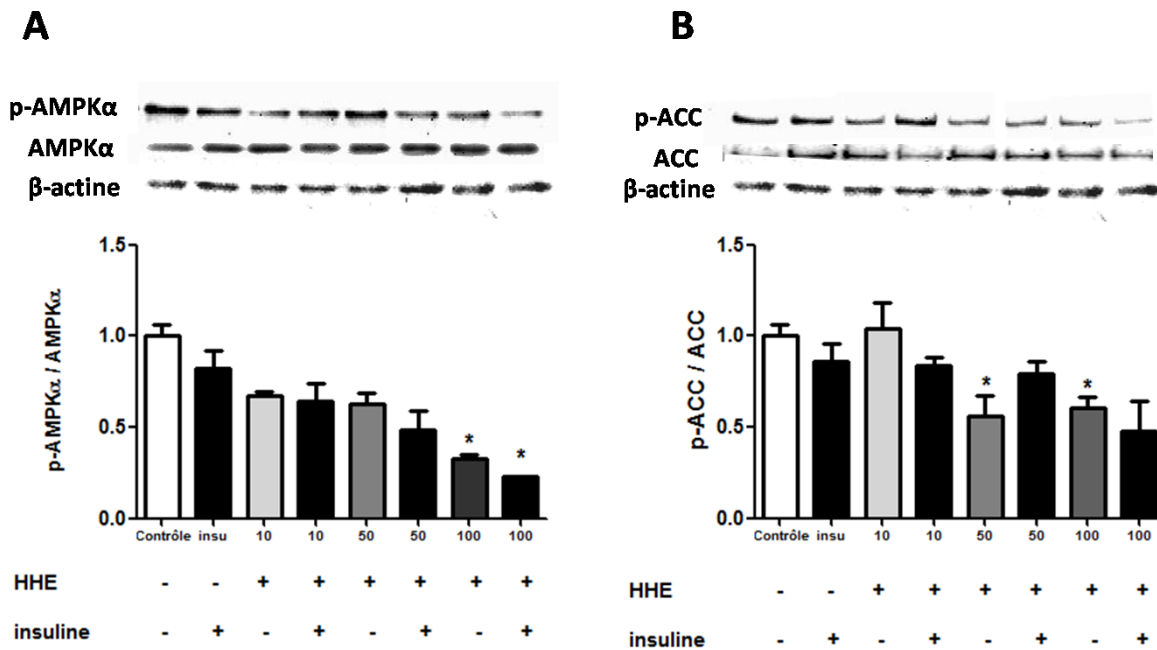 A
p-AMPKα
AMPKα
β-actine
p-AMPKα / AMPKα
1.5
1.0
0.5
0.0
* *
Contrôle insu 10 10 50 50 100 100
HHE - - + + + + + +
insuline - + - + - + - +
B
p-ACC
ACC
β-actine
p-ACC / ACC
1.5
1.0
0.5
0.0
* *
Contrôle insu 10 10 50 50 100 100
HHE - - + + + + + +
insuline - + - + - + - +